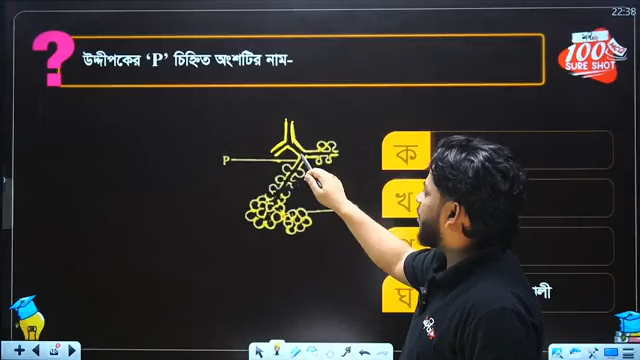 22:38
উদ্দীপকের ‘P’ চিহ্নিত অংশটির নাম-
100
SURE SHOT
P
ক
খ
ঘ